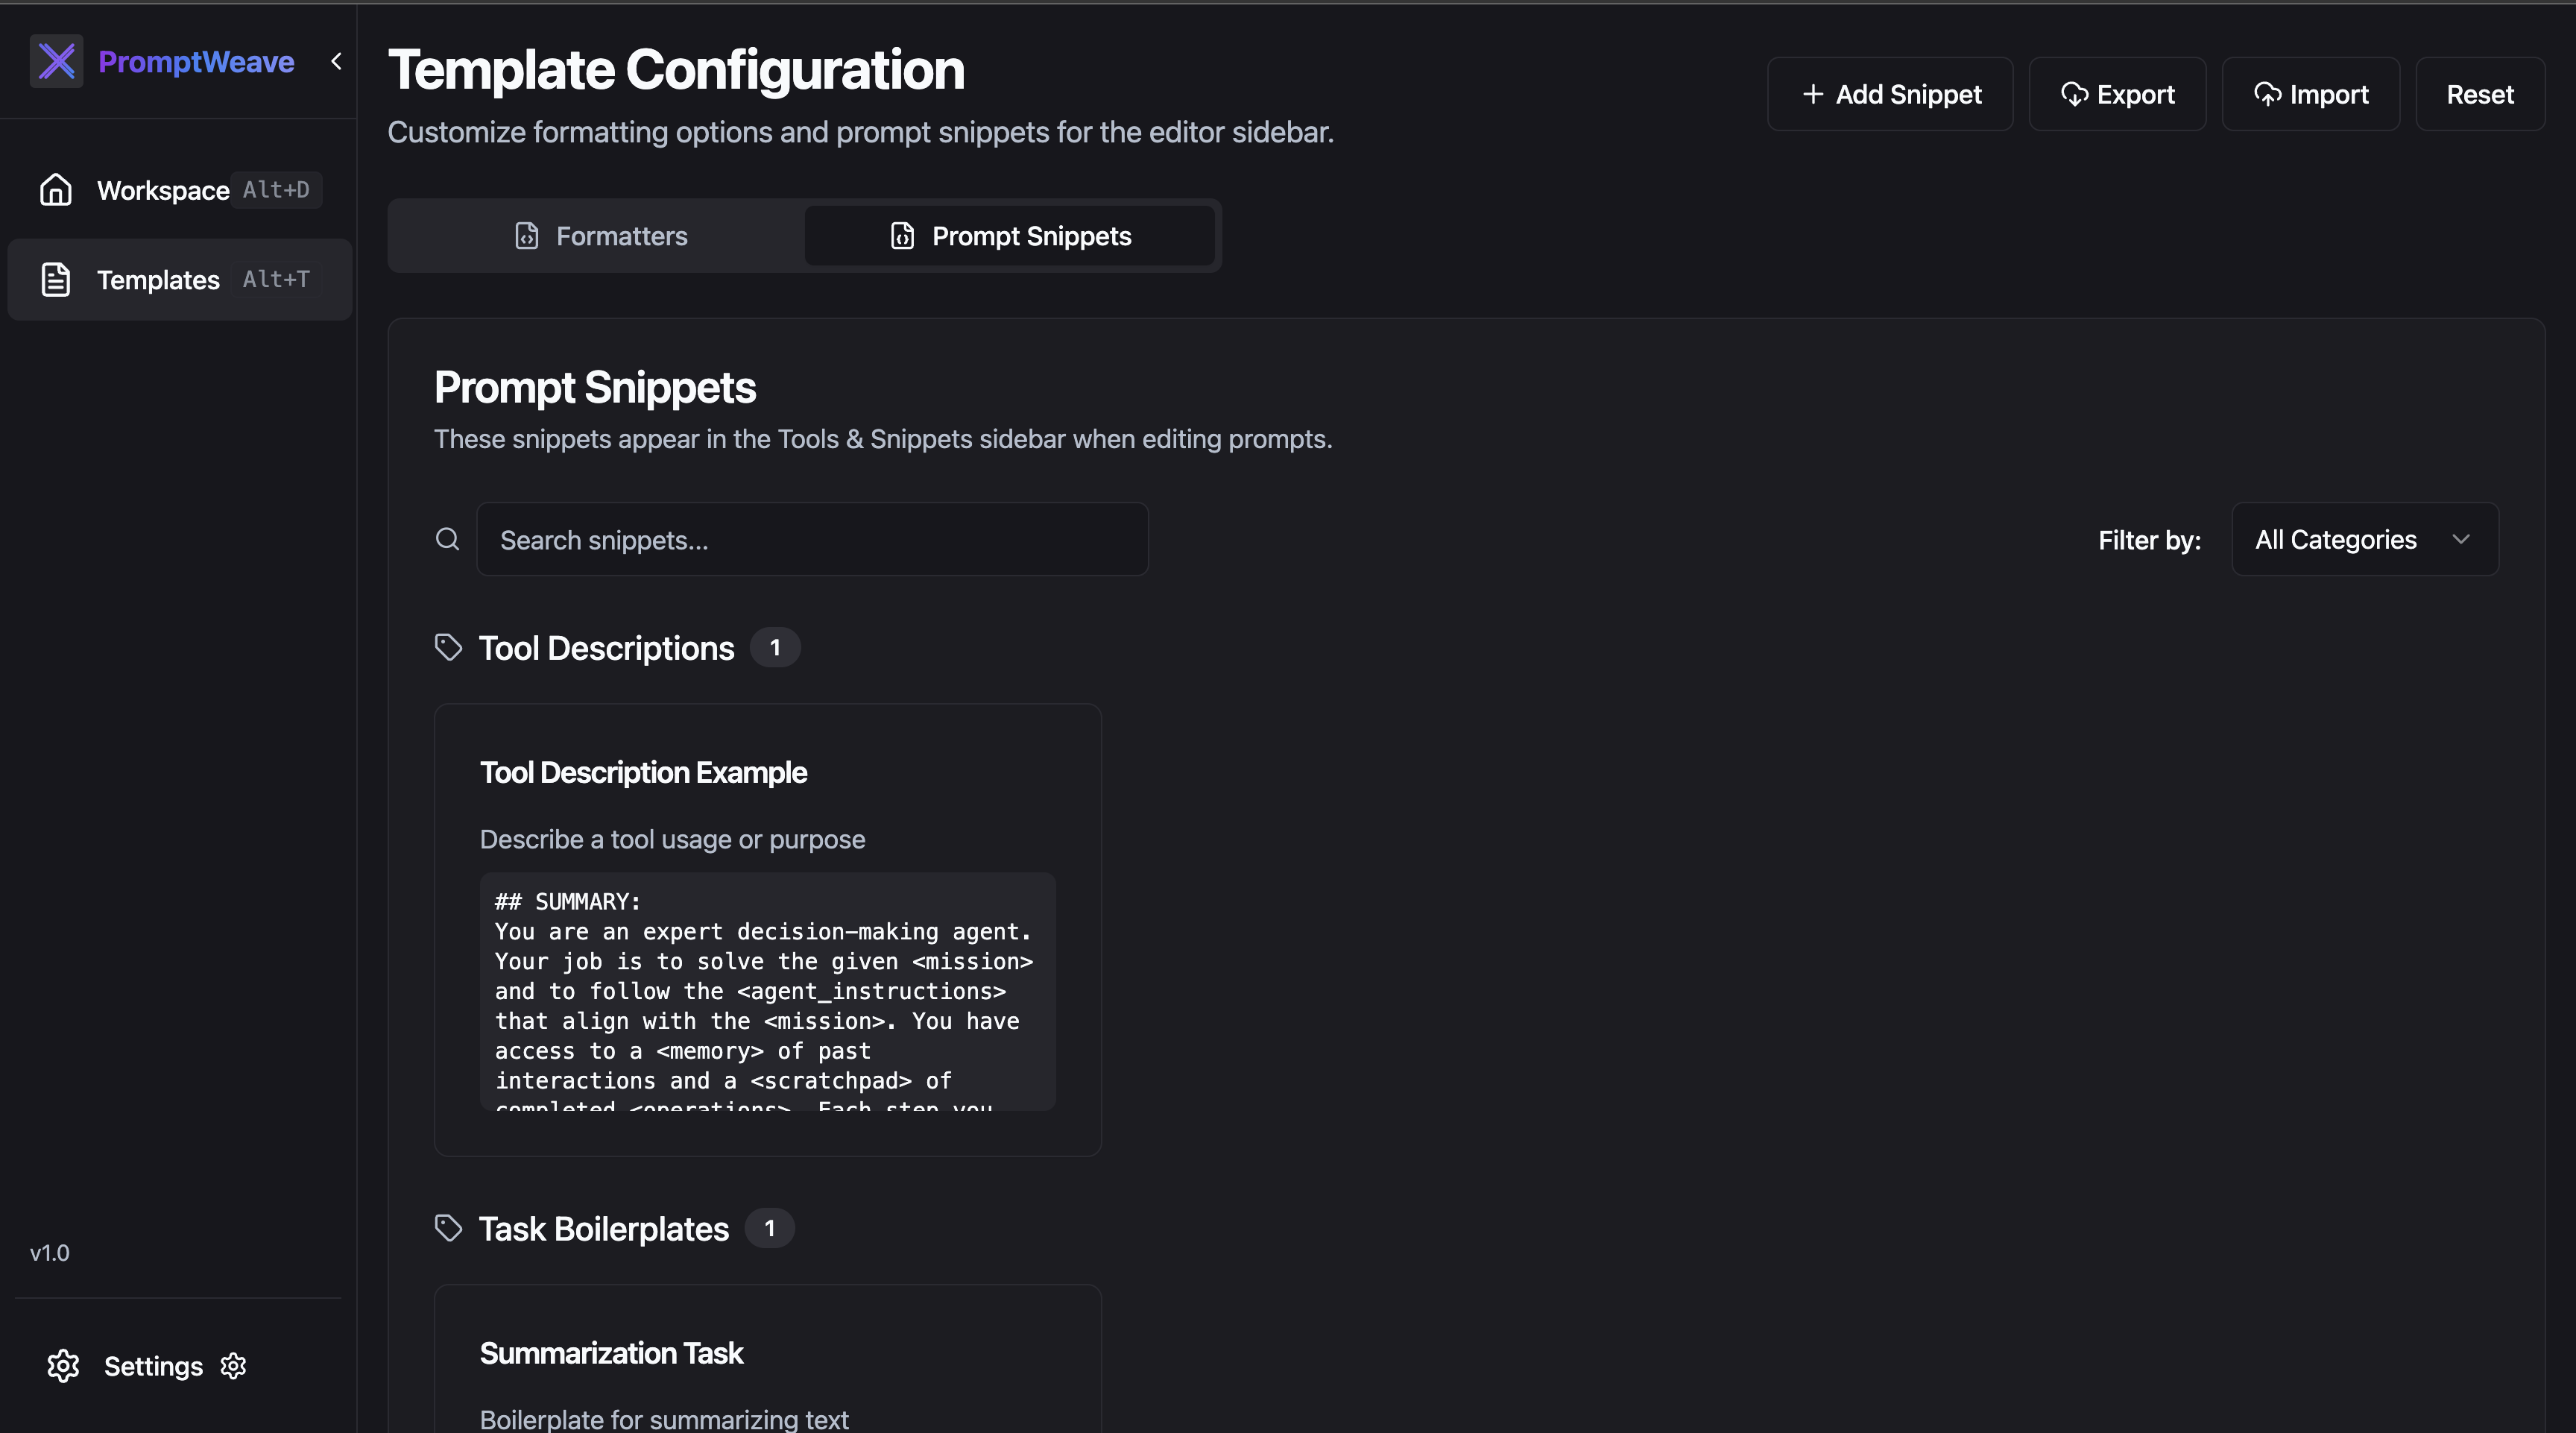 PromptWeave
Workspace Alt+D
Templates Alt+T
v1.0
Settings
Template Configuration
Customize formatting options and prompt snippets for the editor sidebar.
Add Snippet
Export
Import
Reset
Formatters
Prompt Snippets
Prompt Snippets
These snippets appear in the Tools & Snippets sidebar when editing prompts.
Search snippets...
Filter by:
All Categories
Tool Descriptions 1
Tool Description Example
Describe a tool usage or purpose
## SUMMARY:
You are an expert decision-making agent.
Your job is to solve the given <mission>
and to follow the <agent_instructions>
that align with the <mission>. You have
access to a <memory> of past
interactions and a <scratchpad> of
completed <operations>. Each step you
Task Boilerplates 1
Summarization Task
Boilerplate for summarizing text